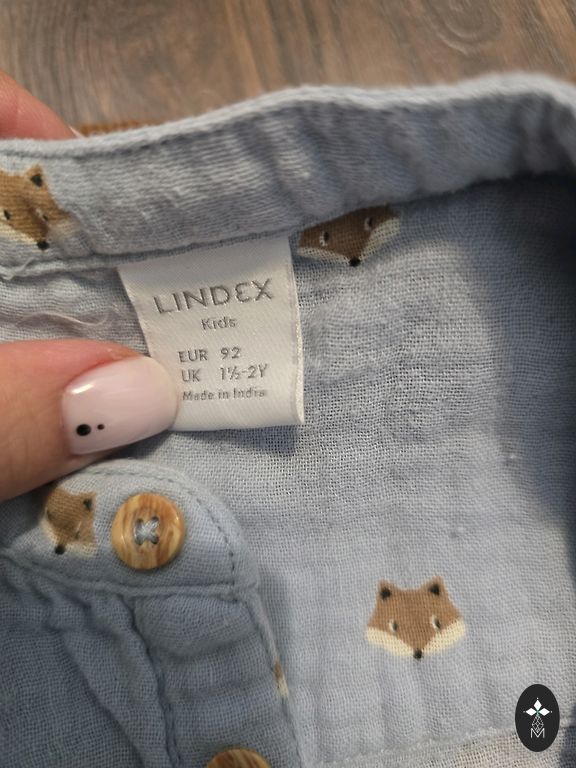 LINDEX
Kids
EUR 92
UK 1½-2Y
Made in India
M